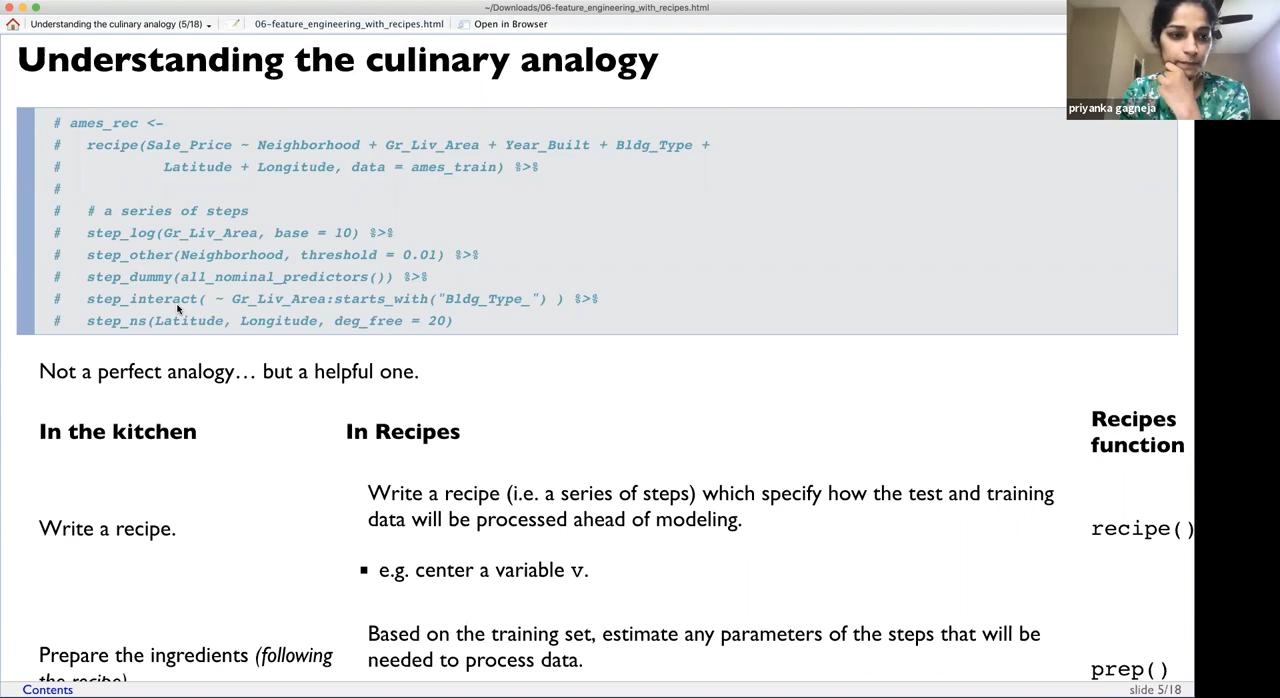 ~/Downloads/06-feature_engineering_with_recipes.html
Understanding the culinary analogy (5/18)
06-feature_engineering_with_recipes.html
Open in Browser
Understanding the culinary analogy
priyanka gagneja
# ames_rec <-
#   recipe(Sale_Price ~ Neighborhood + Gr_Liv_Area + Year_Built + Bldg_Type +
#            Latitude + Longitude, data = ames_train) %>%
#
#   # a series of steps
#   step_log(Gr_Liv_Area, base = 10) %>%
#   step_other(Neighborhood, threshold = 0.01) %>%
#   step_dummy(all_nominal_predictors()) %>%
#   step_interact( ~ Gr_Liv_Area:starts_with("Bldg_Type_") ) %>%
#   step_ns(Latitude, Longitude, deg_free = 20)
Not a perfect analogy… but a helpful one.
In the kitchen
In Recipes
Recipes
function
Write a recipe.
Write a recipe (i.e. a series of steps) which specify how the test and training
data will be processed ahead of modeling.
▪ e.g. center a variable v.
recipe()
Prepare the ingredients (following
the recipe)
Based on the training set, estimate any parameters of the steps that will be
needed to process data.
prep()
Contents
slide 5/18